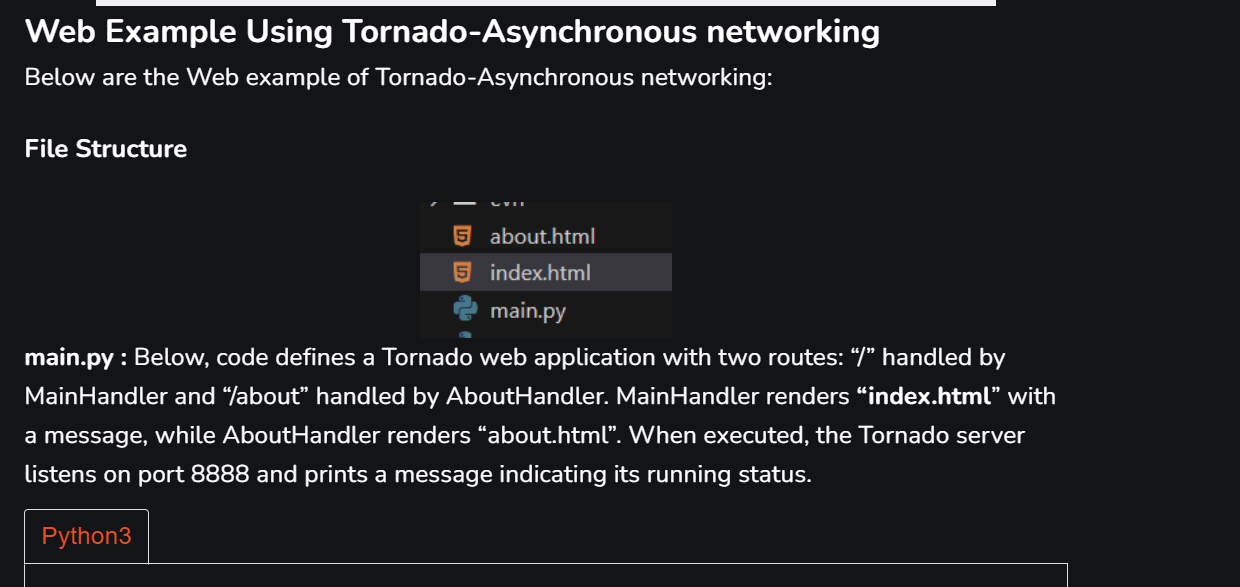 Web Example Using Tornado-Asynchronous networking
Below are the Web example of Tornado-Asynchronous networking:
File Structure
about.html
index.html
main.py
main.py : Below, code defines a Tornado web application with two routes: “/” handled by
MainHandler and “/about” handled by AboutHandler. MainHandler renders “index.html” with
a message, while AboutHandler renders “about.html”. When executed, the Tornado server
listens on port 8888 and prints a message indicating its running status.
Python3